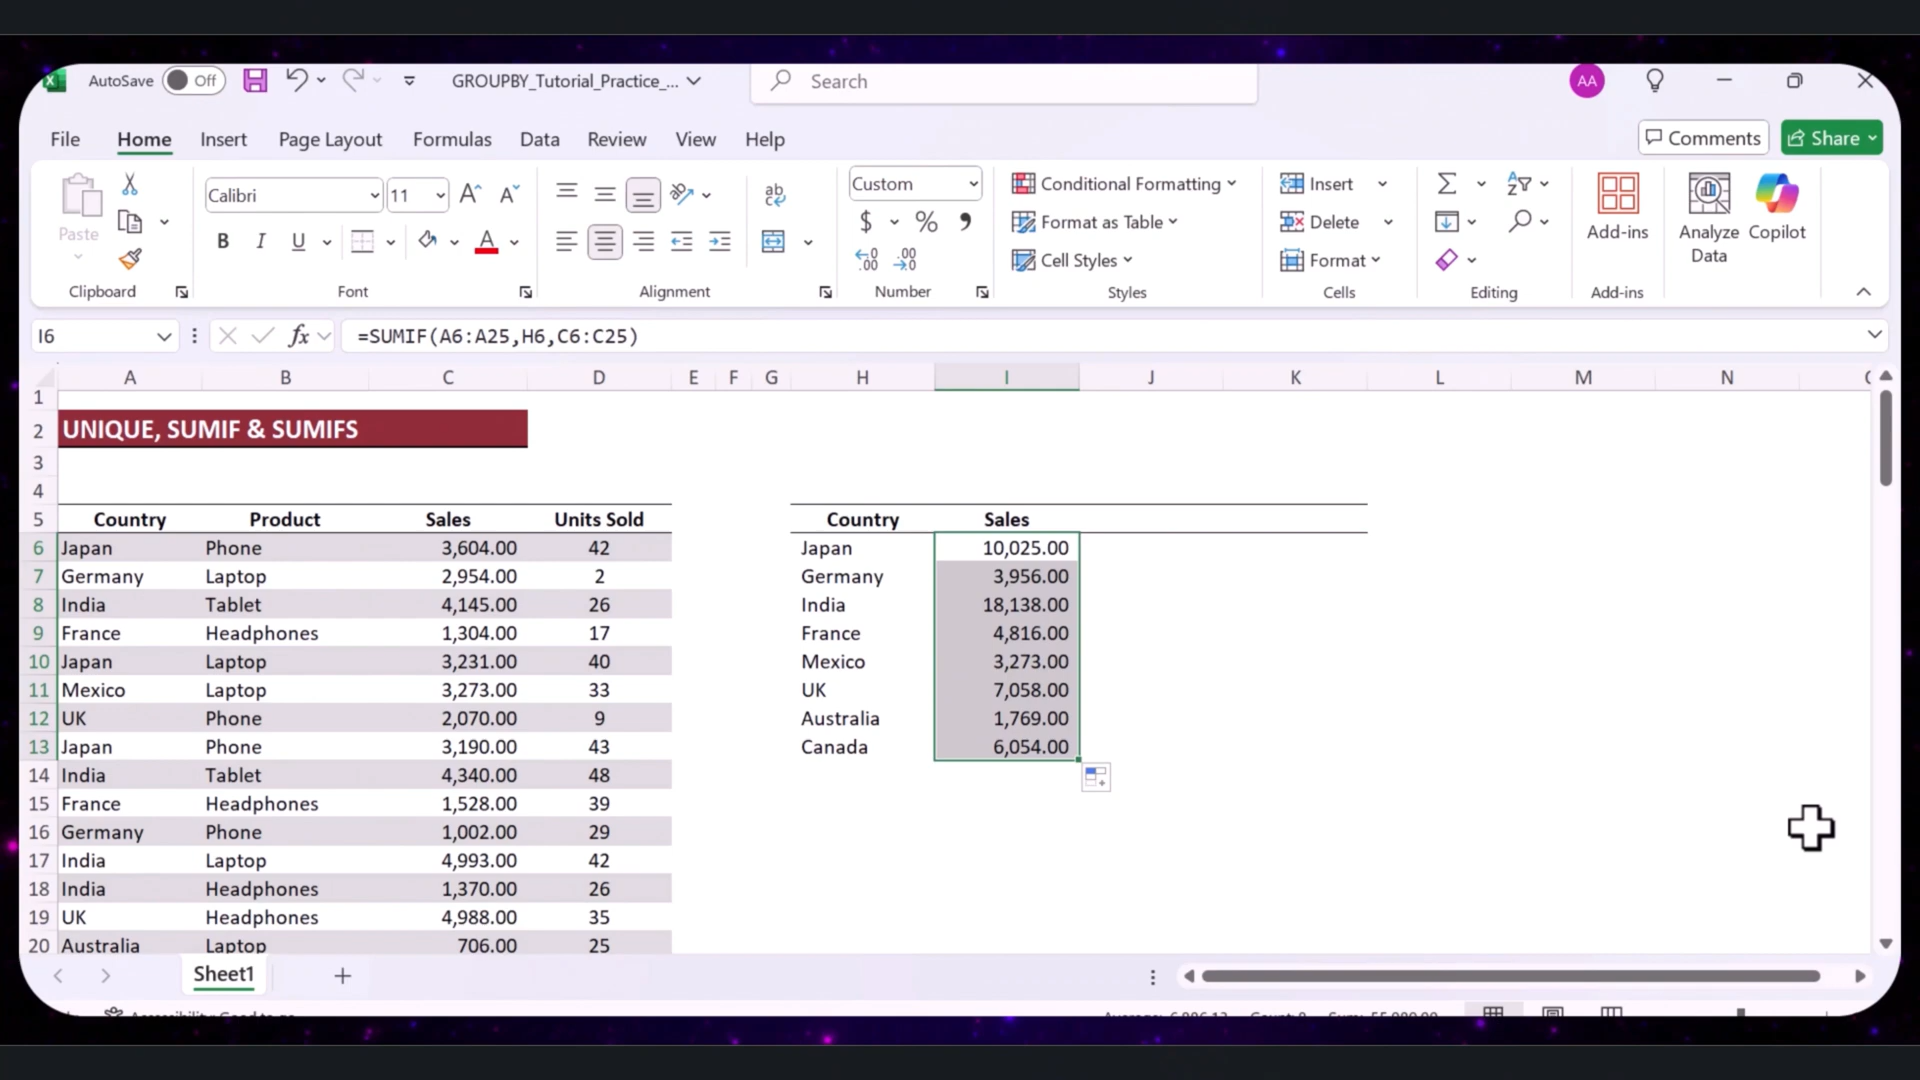 AutoSave Off GROUPBY_Tutorial_Practice_... Search AA
File Home Insert Page Layout Formulas Data Review View Help Comments Share
Paste Calibri 11 Custom Conditional Formatting Insert
B I U A $ % Format as Table Delete Add-ins Analyze Data Copilot
Cell Styles Format
Clipboard Font Alignment Number Styles Cells Editing Add-ins
I6 fx =SUMIF(A6:A25,H6,C6:C25)
A B C D E F G H I J K L M N
1
2 UNIQUE, SUMIF & SUMIFS
3
4
5 Country Product Sales Units Sold Country Sales
6 Japan Phone 3,604.00 42 Japan 10,025.00
7 Germany Laptop 2,954.00 2 Germany 3,956.00
8 India Tablet 4,145.00 26 India 18,138.00
9 France Headphones 1,304.00 17 France 4,816.00
10 Japan Laptop 3,231.00 40 Mexico 3,273.00
11 Mexico Laptop 3,273.00 33 UK 7,058.00
12 UK Phone 2,070.00 9 Australia 1,769.00
13 Japan Phone 3,190.00 43 Canada 6,054.00
14 India Tablet 4,340.00 48
15 France Headphones 1,528.00 39
16 Germany Phone 1,002.00 29
17 India Laptop 4,993.00 42
18 India Headphones 1,370.00 26
19 UK Headphones 4,988.00 35
20 Australia Laptop 706.00 25
Sheet1